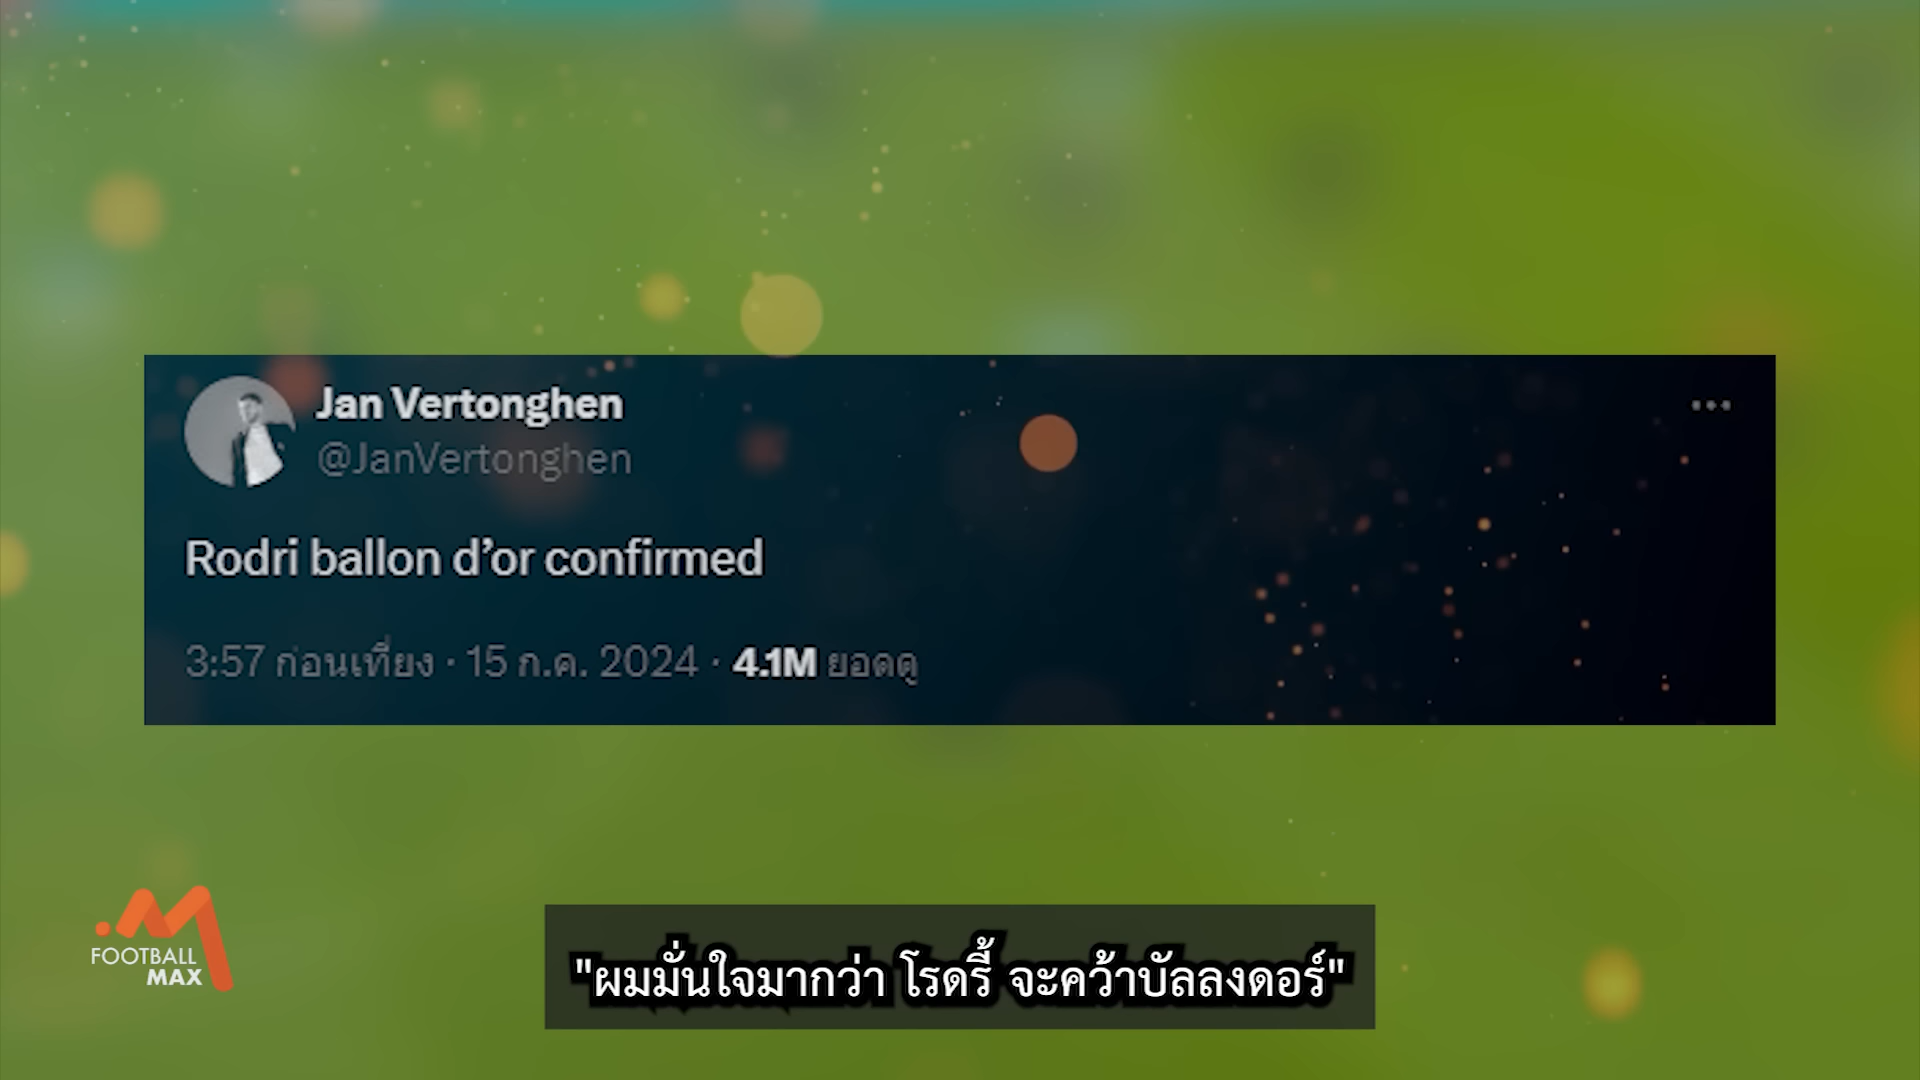 Jan Vertonghen
@JanVertonghen
Rodri ballon d’or confirmed
3:57 ก่อนเที่ยง · 15 ก.ค. 2024 · 4.1M ยอดดู
FOOTBALL
MAX
"ผมมั่นใจมากว่า โรดรี้ จะคว้าบัลลงดอร์"